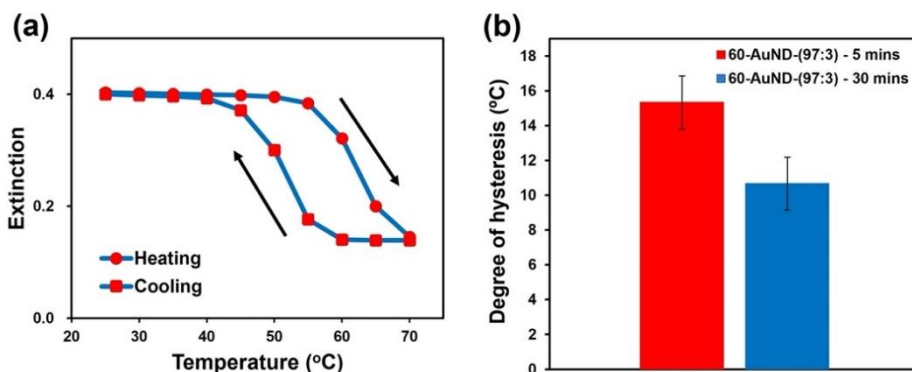 (a)
Extinction
0.4
0.2
0.0
20 30 40 50 60 70
Temperature (ºC)
Heating
Cooling
(b)
Degree of hysteresis (ºC)
18
16
14
12
10
8
6
4
2
0
60-AuND-(97:3) - 5 mins
60-AuND-(97:3) - 30 mins